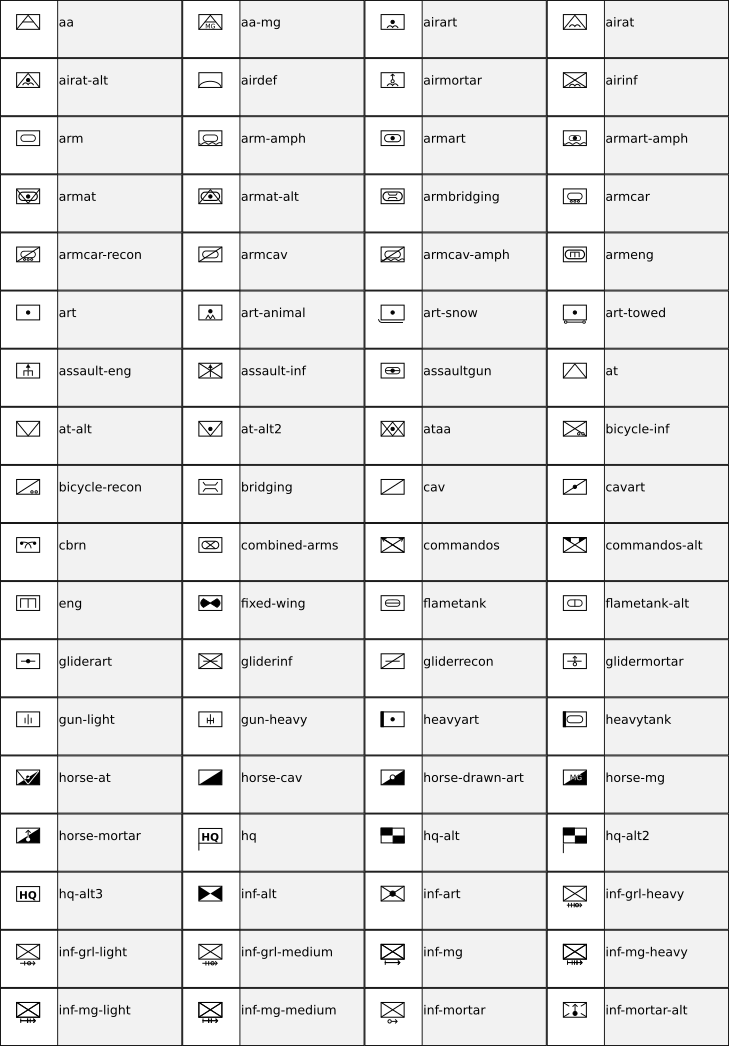 aa MG aa-mg airart airat
airat-alt airdef airmortar airinf
arm arm-amph armart armart-amph
armat armat-alt armbridging armcar
armcar-recon armcav armcav-amph armeng
art art-animal art-snow art-towed
assault-eng assault-inf assaultgun at
at-alt at-alt2 ataa bicycle-inf
bicycle-recon bridging cav cavart
cbrn combined-arms commandos commandos-alt
eng fixed-wing flametank flametank-alt
gliderart gliderinf gliderrecon glidermortar
gun-light gun-heavy heavyart heavytank
horse-at horse-cav horse-drawn-art MG horse-mg
horse-mortar HQ hq hq-alt hq-alt2
HQ hq-alt3 inf-alt inf-art inf-grl-heavy
inf-grl-light inf-grl-medium inf-mg inf-mg-heavy
inf-mg-light inf-mg-medium inf-mortar inf-mortar-alt